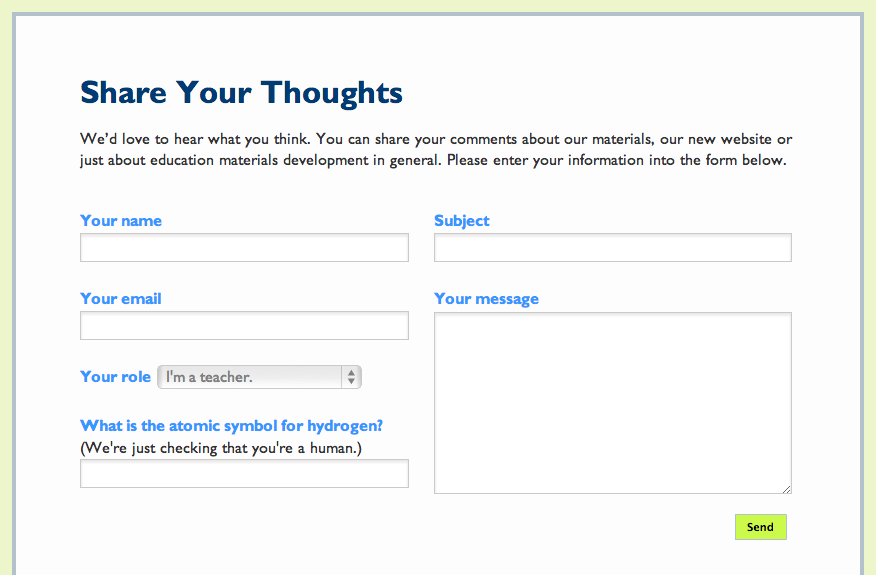 Share Your Thoughts
We’d love to hear what you think. You can share your comments about our materials, our new website or
just about education materials development in general. Please enter your information into the form below.
Your name
Subject
Your email
Your message
Your role
I'm a teacher.
What is the atomic symbol for hydrogen?
(We're just checking that you're a human.)
Send